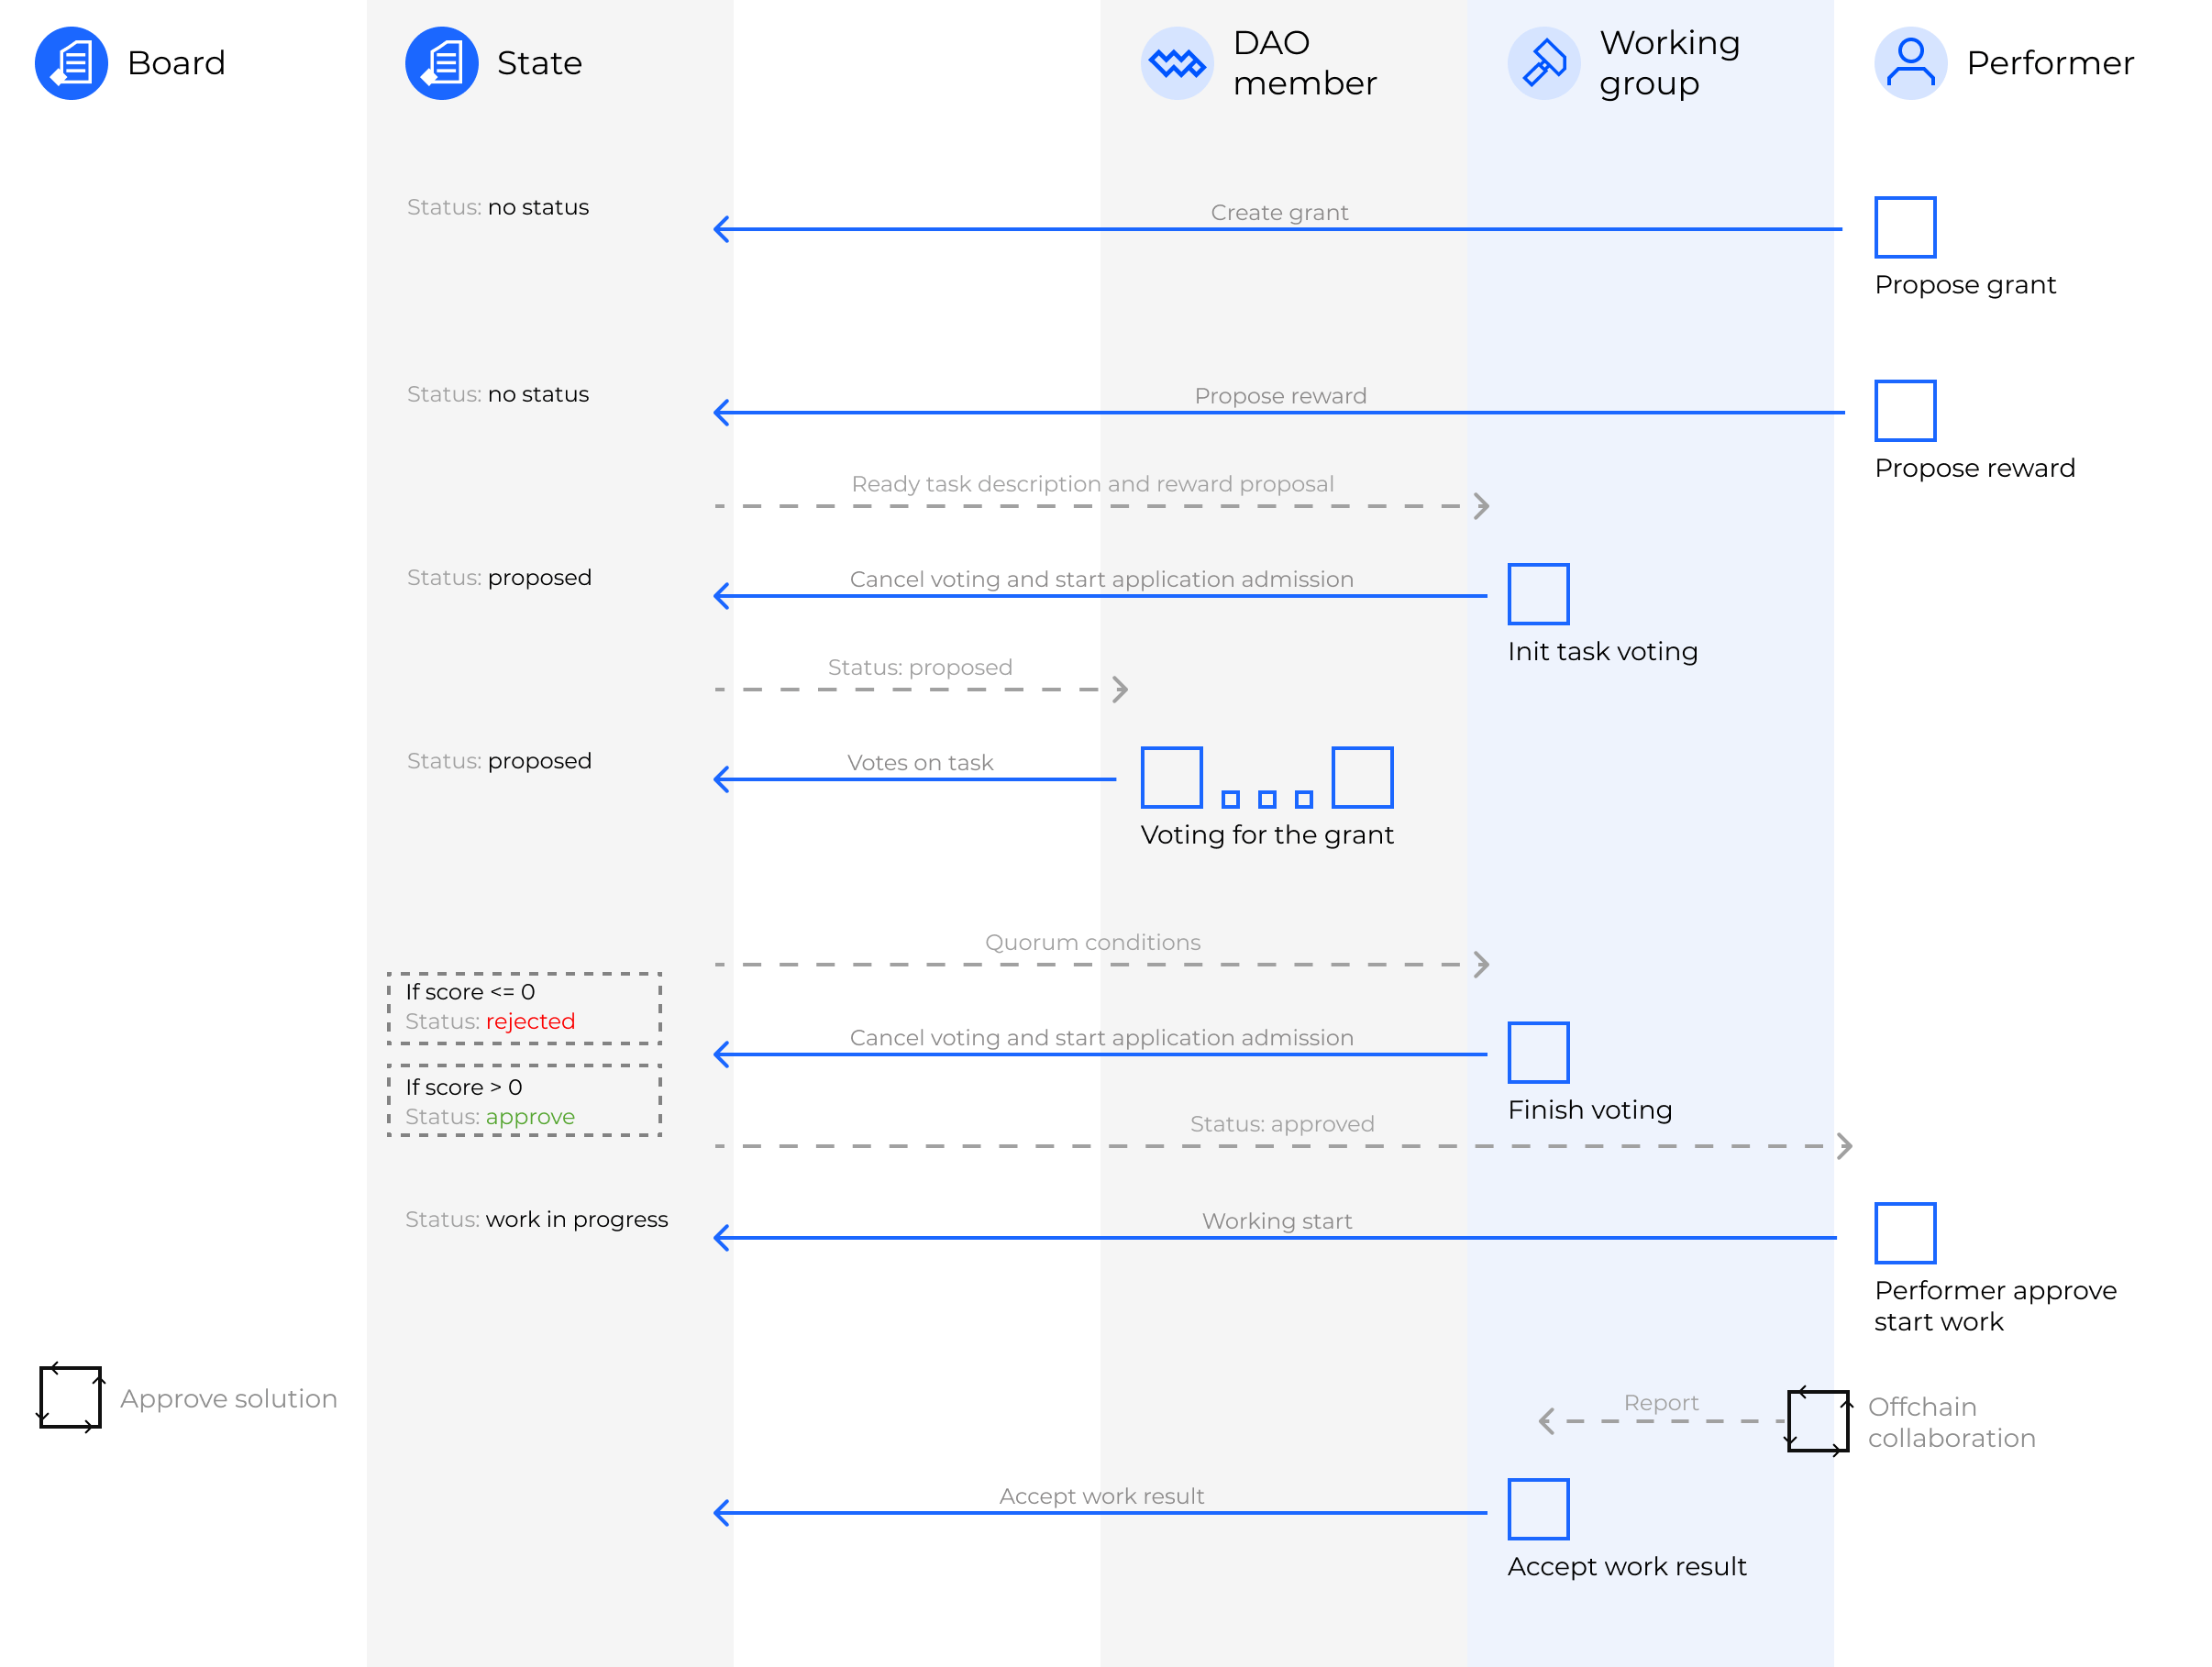 Board
State
DAO
member
Working
group
Performer
Status: no status
Create grant
Propose grant
Status: no status
Propose reward
Propose reward
Ready task description and reward proposal
Status: proposed
Cancel voting and start application admission
Init task voting
Status: proposed
Status: proposed
Votes on task
Voting for the grant
Quorum conditions
If score <= 0
Status: rejected
Cancel voting and start application admission
If score > 0
Status: approve
Finish voting
Status: approved
Status: work in progress
Working start
Performer approve
start work
Approve solution
Report
Offchain
collaboration
Accept work result
Accept work result